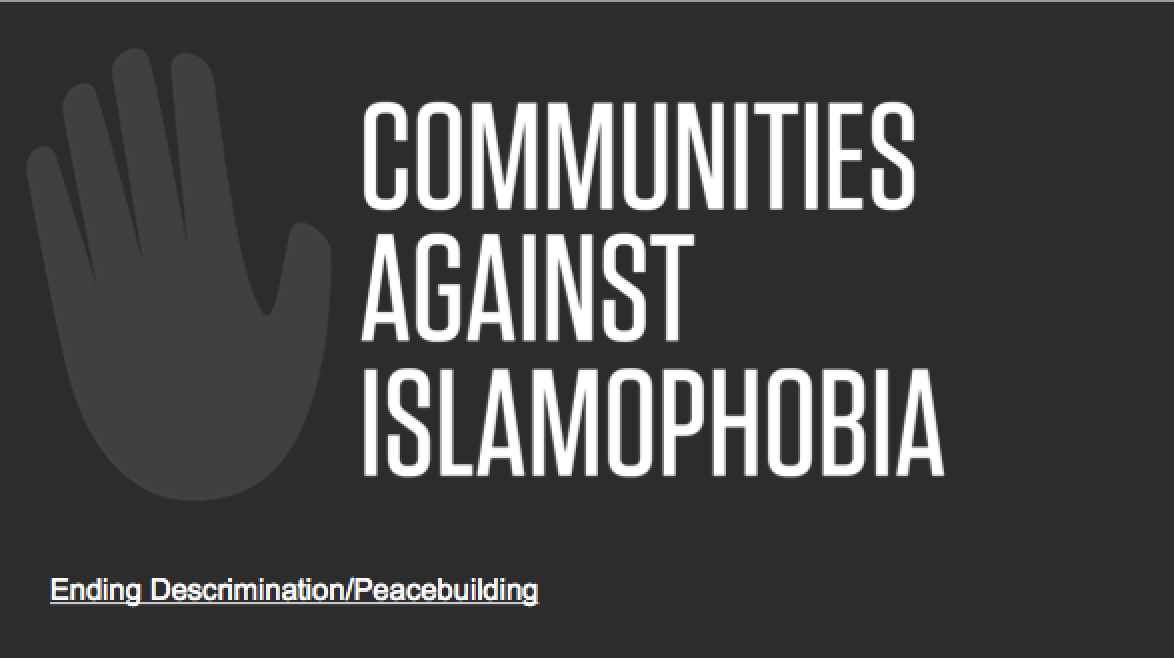 COMMUNITIES
AGAINST
ISLAMOPHOBIA
Ending Descrimination/Peacebuilding